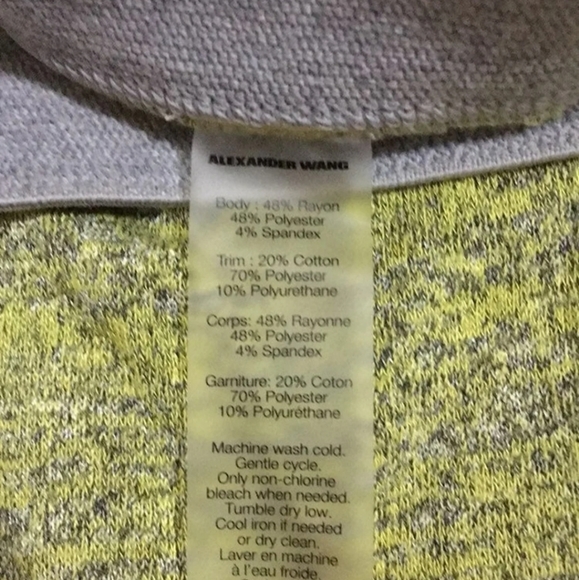 ALEXANDER WANG
Body : 48% Rayon
48% Polyester
4% Spandex
Trim : 20% Cotton
70% Polyester
10% Polyurethane
Corps: 48% Rayonne
48% Polyester
4% Spandex
Garniture: 20% Coton
70% Polyester
10% Polyuréthane
Machine wash cold.
Gentle cycle.
Only non-chlorine
bleach when needed.
Tumble dry low.
Cool iron if needed
or dry clean.
Laver en machine
à l'eau froide.